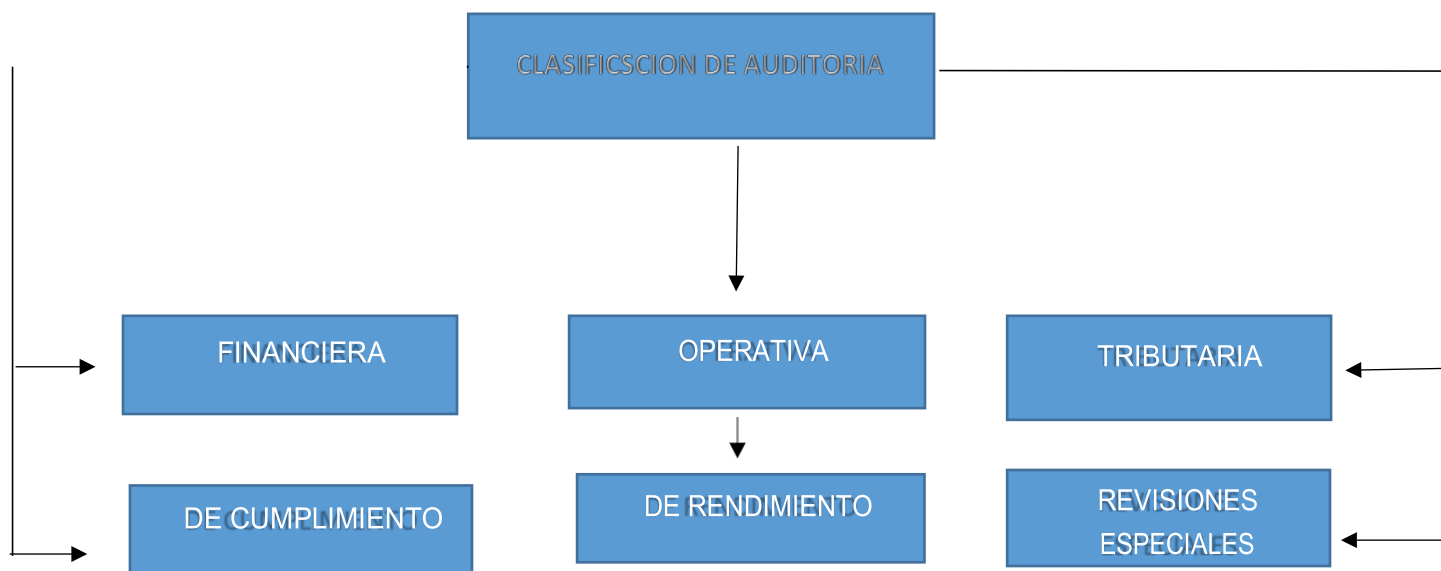 CLASIFICSCION DE AUDITORIA
FINANCIERA
OPERATIVA
TRIBUTARIA
DE CUMPLIMIENTO
DE RENDIMIENTO
REVISIONES
ESPECIALES